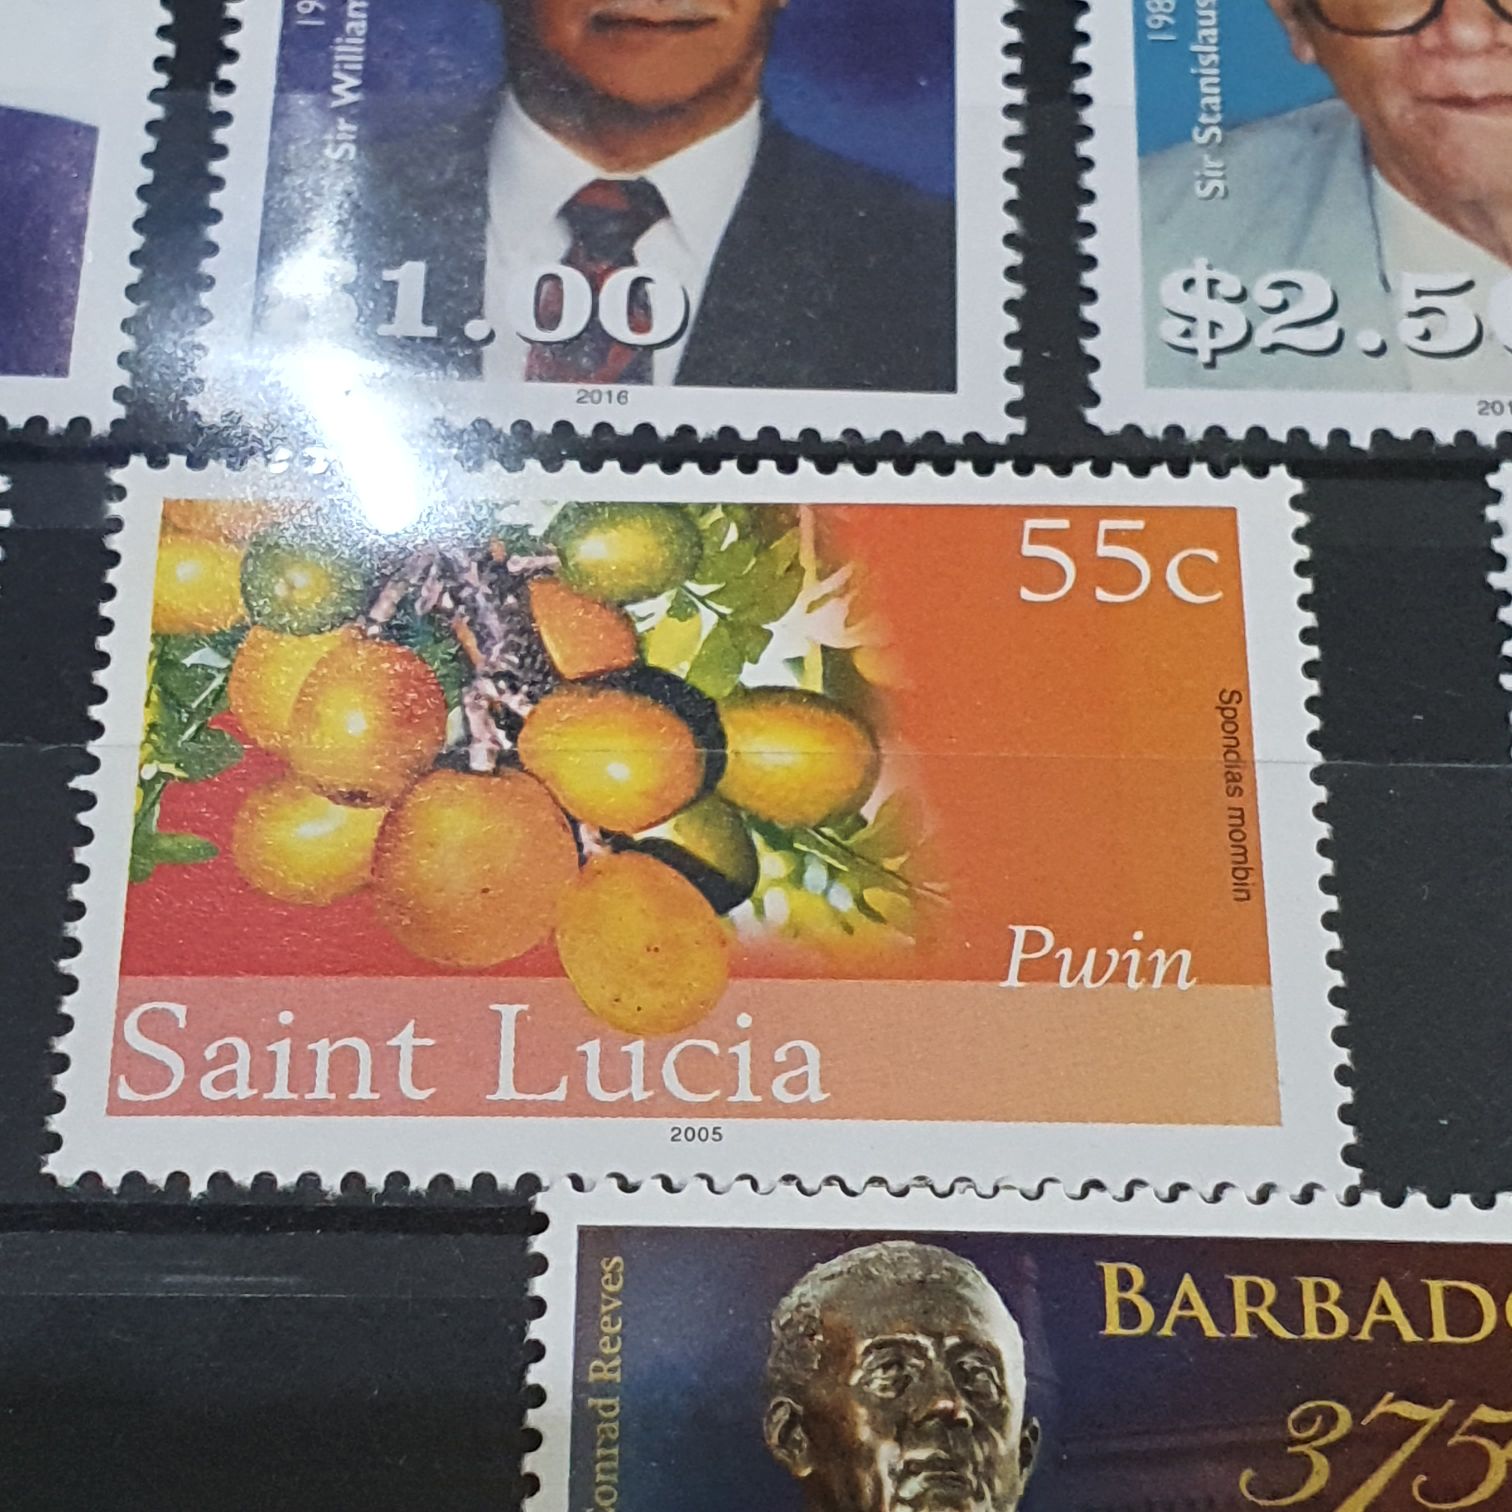 Sir William
$1.00
2016
198
Sir Stanislaus
$2.5
55c
Spondias mombin
Pwin
Saint Lucia
2005
Conrad Reeves
BARBADO
375